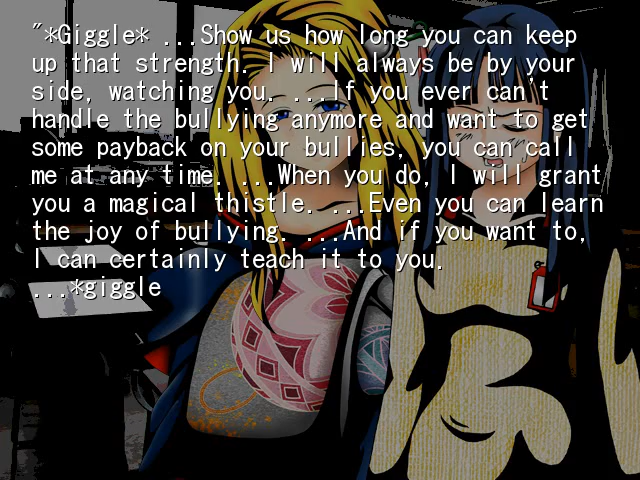 "*Giggle* ...Show us how long you can keep
up that strength. I will always be by your
side, watching you. ...If you ever can't
handle the bullying anymore and want to get
some payback on your bullies, you can call
me at any time. ...When you do, I will grant
you a magical thistle. ...Even you can learn
the joy of bullying. ...And if you want to,
I can certainly teach it to you.
...*giggle